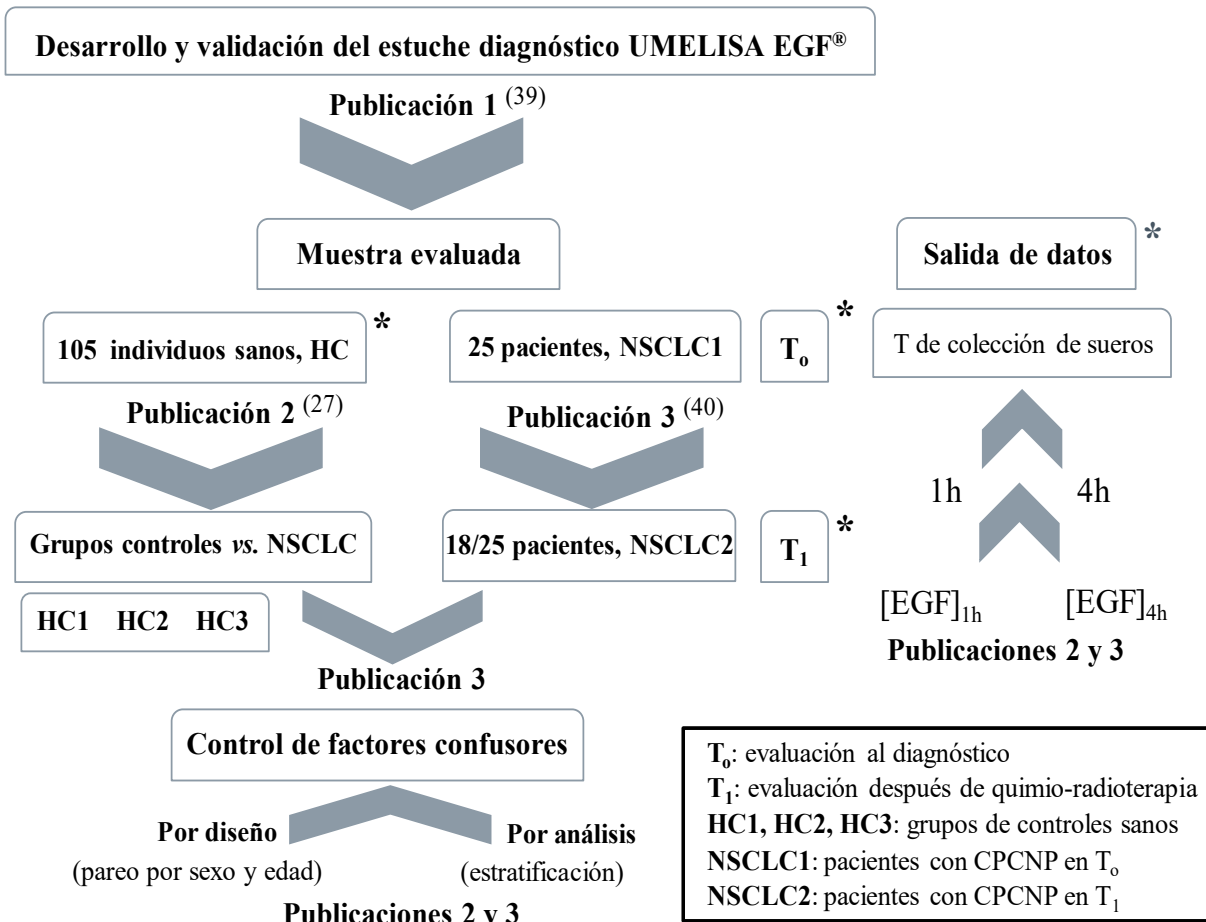 Desarrollo y validación del estuche diagnóstico UMELISA EGF®
Publicación 1 (39)
Muestra evaluada
Salida de datos *
105 individuos sanos, HC *
25 pacientes, NSCLC1
To *
T de colección de sueros
Publicación 2 (27)
Publicación 3 (40)
1h 4h
Grupos controles vs. NSCLC
18/25 pacientes, NSCLC2
T1 *
HC1 HC2 HC3
[EGF]1h [EGF]4h
Publicaciones 2 y 3
Publicación 3
Control de factores confusores
Por diseño
(pareo por sexo y edad)
Por análisis
(estratificación)
Publicaciones 2 y 3
To: evaluación al diagnóstico
T1: evaluación después de quimio-radioterapia
HC1, HC2, HC3: grupos de controles sanos
NSCLC1: pacientes con CPCNP en To
NSCLC2: pacientes con CPCNP en T1